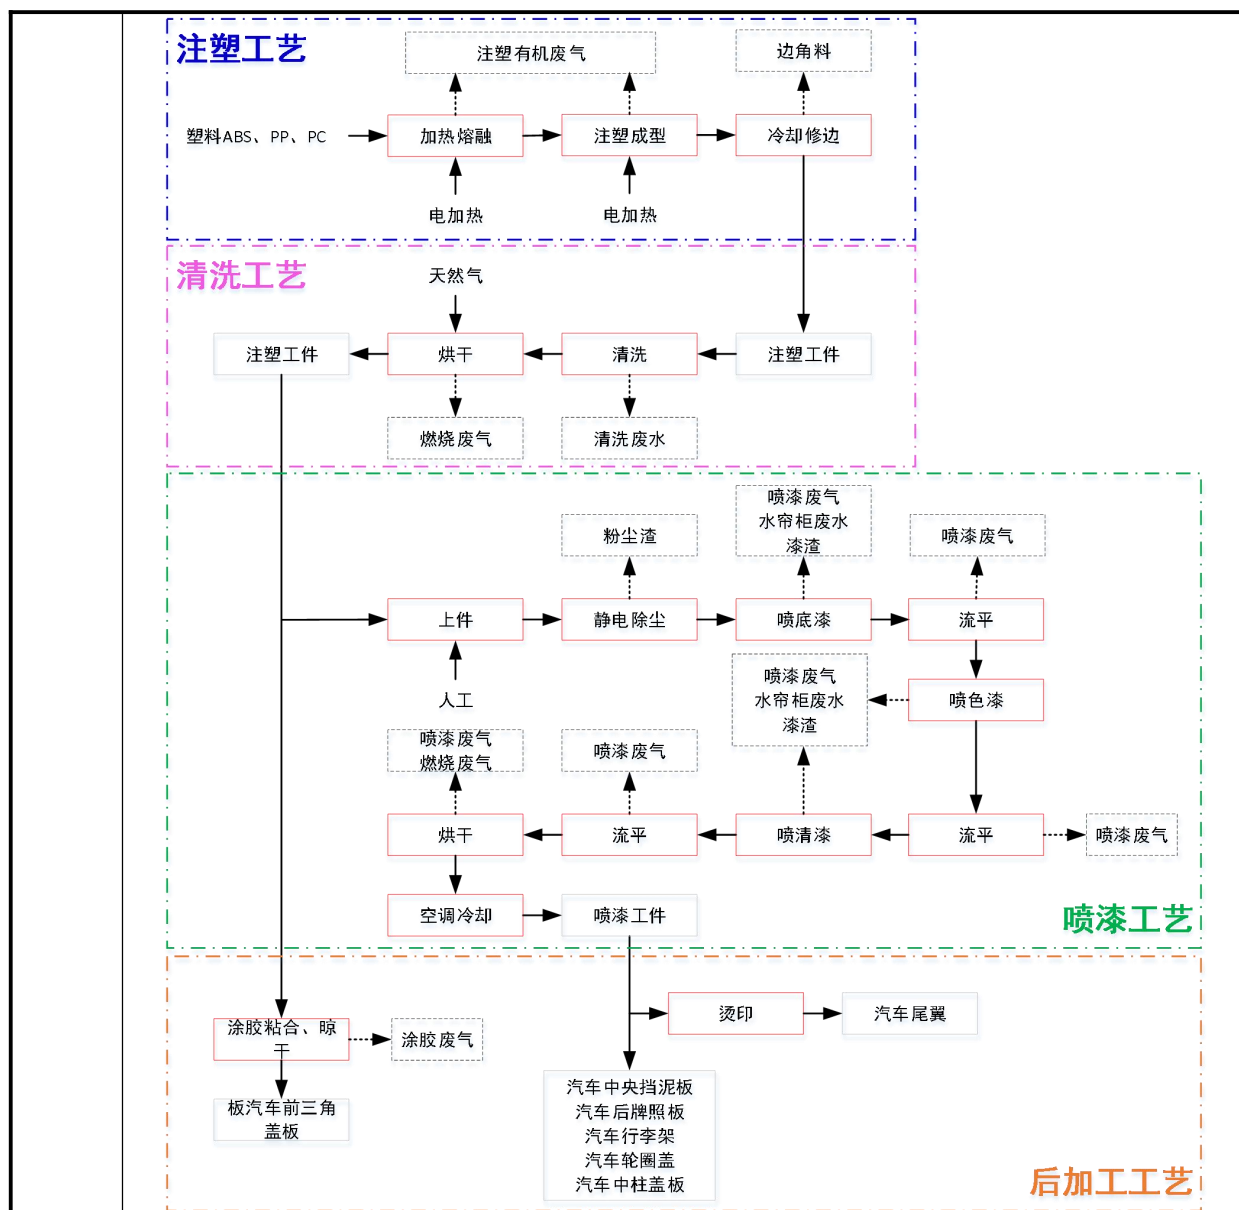 注塑工艺
注塑有机废气
边角料
塑料ABS、PP、PC
加热熔融
注塑成型
冷却修边
电加热
电加热
清洗工艺
天然气
注塑工件
烘干
清洗
注塑工件
燃烧废气
清洗废水
喷漆废气
水帘柜废水
漆渣
粉尘渣
喷漆废气
上件
静电除尘
喷底漆
流平
人工
喷漆废气
水帘柜废水
漆渣
喷色漆
喷漆废气
燃烧废气
喷漆废气
烘干
流平
喷清漆
流平
喷漆废气
空调冷却
喷漆工件
喷漆工艺
烫印
汽车尾翼
涂胶粘合、晾
干
涂胶废气
板汽车前三角
盖板
汽车中央挡泥板
汽车后牌照板
汽车行李架
汽车轮圈盖
汽车中柱盖板
后加工工艺